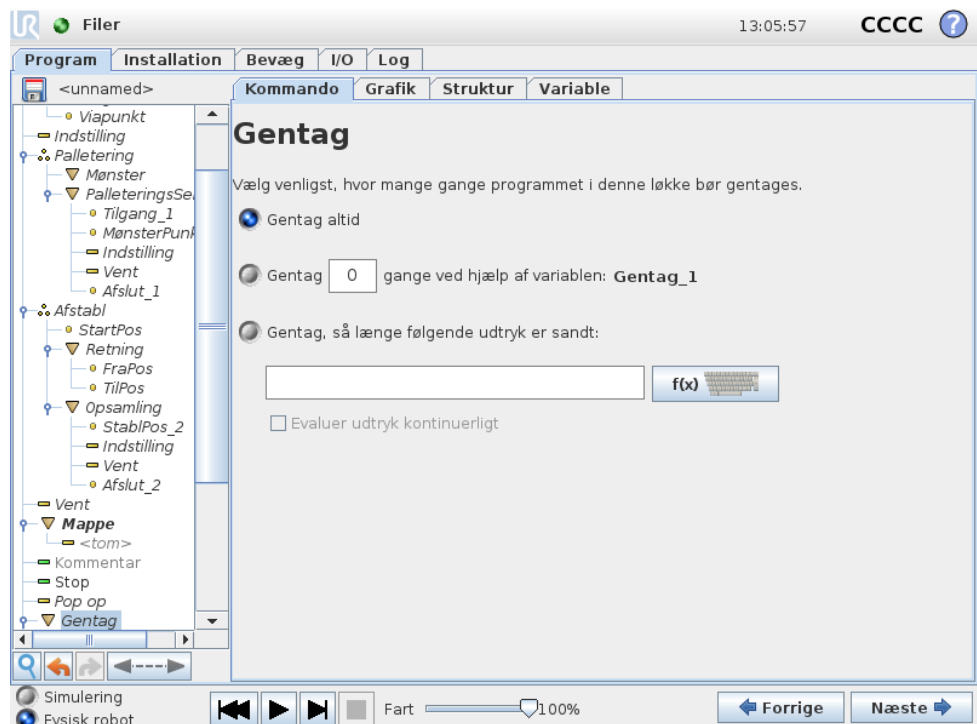 UR Filer 13:05:57 CCCC ?
Program Installation Bevæg I/O Log
<unnamed>
Kommando Grafik Struktur Variable
Viapunkt
Indstilling
Palletering
Mønster
PalleteringsSe
Tilgang_1
MønsterPunk
Indstilling
Vent
Afslut_1
Afstabl
StartPos
Retning
FraPos
TilPos
Opsamling
StablPos_2
Indstilling
Vent
Afslut_2
Vent
Mappe
<tom>
Kommentar
Stop
Pop op
Gentag
Gentag
Vælg venligst, hvor mange gange programmet i denne løkke bør gentages.
Gentag altid
Gentag 0 gange ved hjælp af variablen: Gentag_1
Gentag, så længe følgende udtryk er sandt:
f(x)
Evaluer udtryk kontinuerligt
Simulering
Fysisk robot
Fart 100%
Forrige Næste